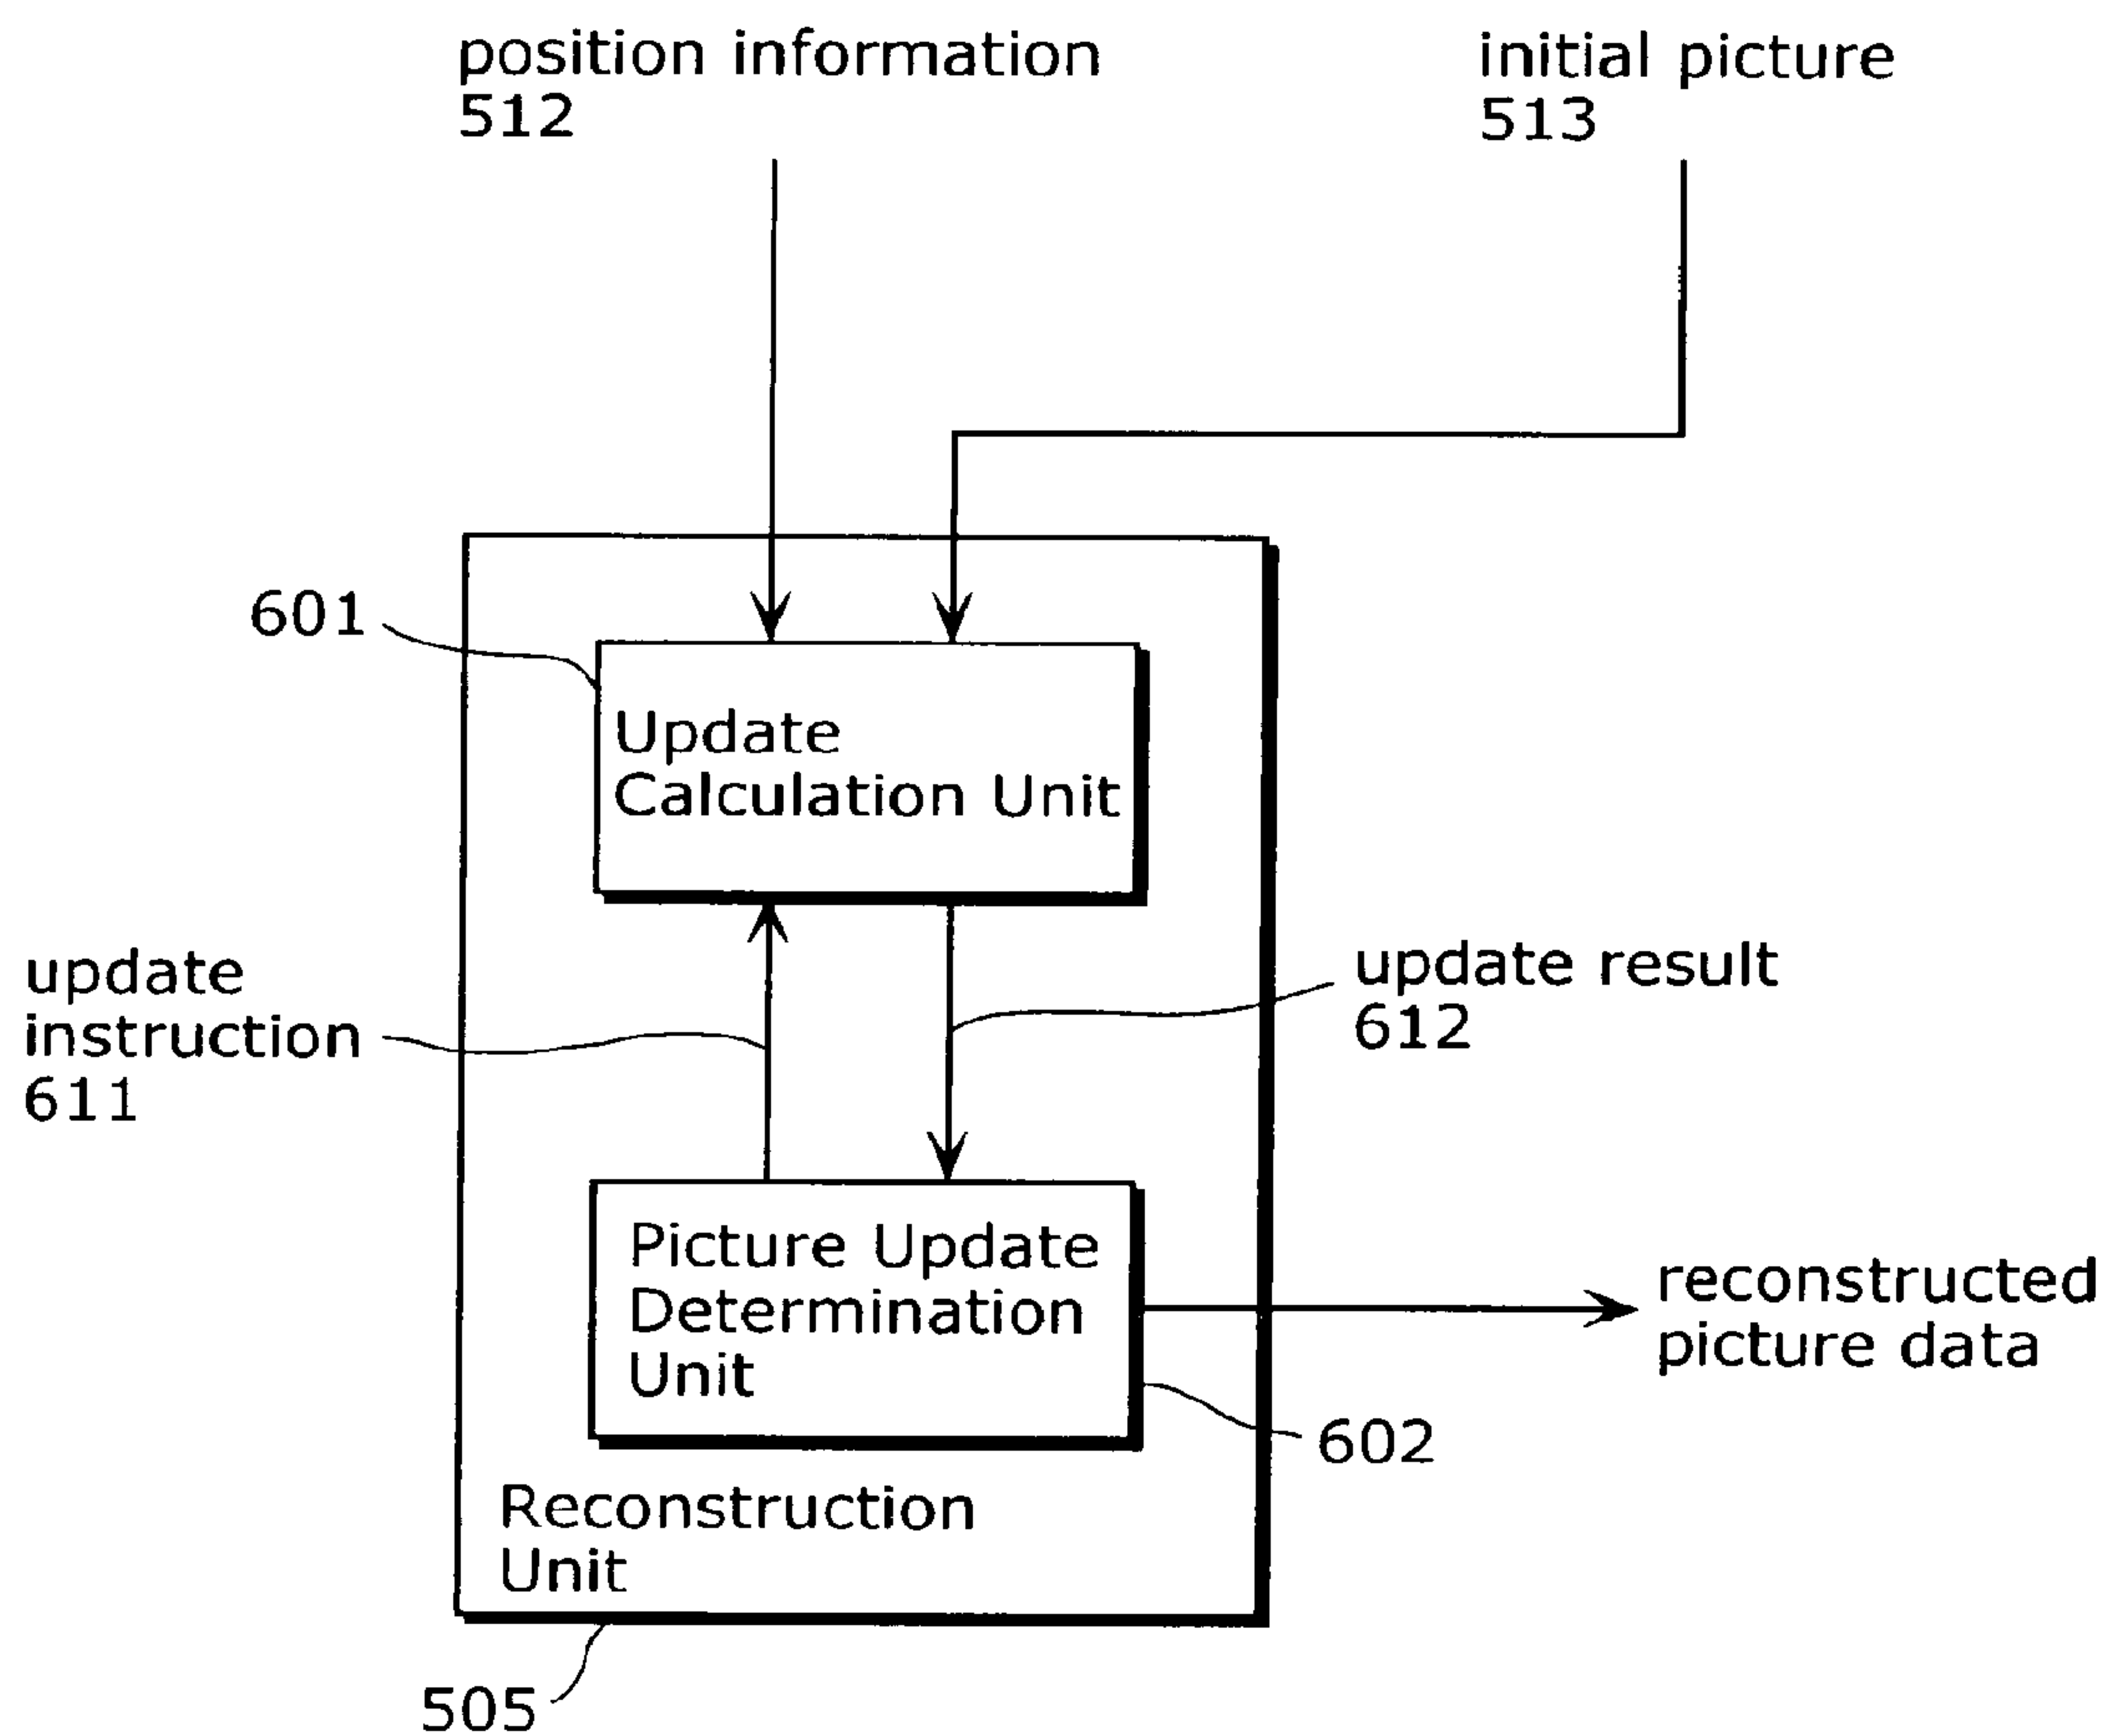 position information
512
initial picture
513
601
Update
Calculation Unit
update
instruction
611
update result
612
Picture Update
Determination
Unit
reconstructed
picture data
602
Reconstruction
Unit
505